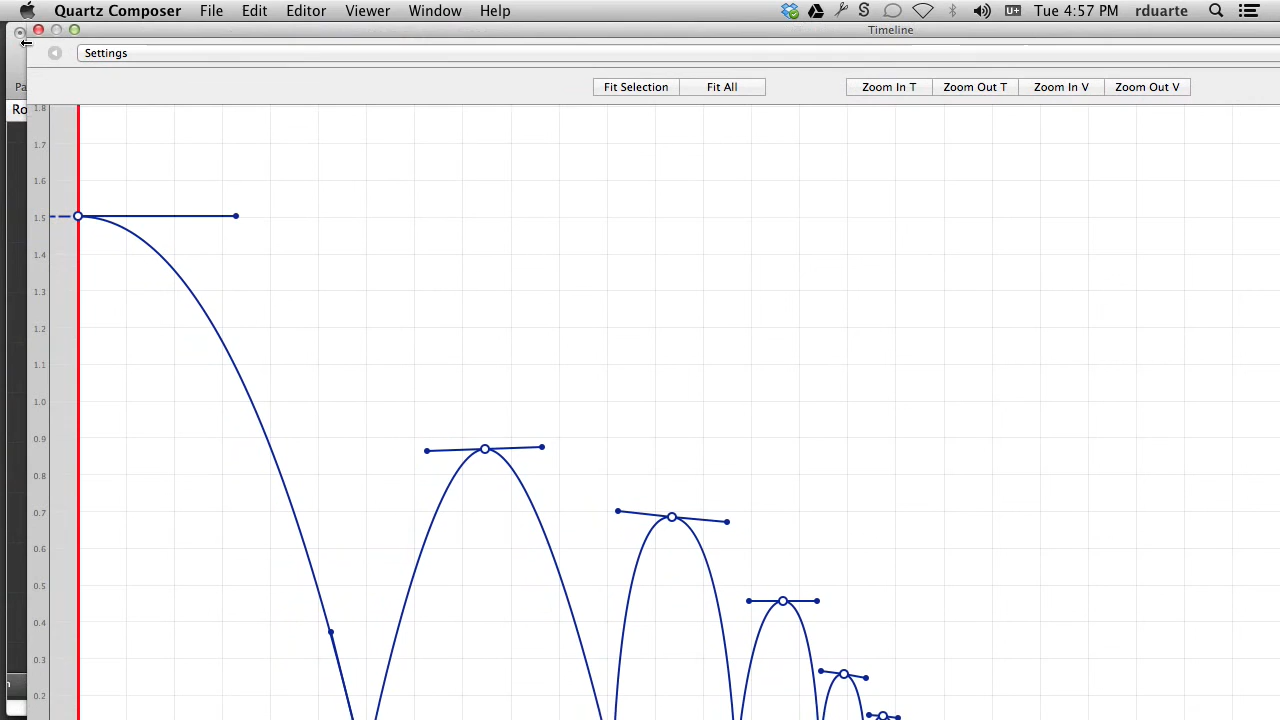 Quartz Composer File Edit Editor Viewer Window Help Tue 4:57 PM rduarte
Timeline
Settings
Pa
Fit Selection Fit All Zoom In T Zoom Out T Zoom In V Zoom Out V
Ro
1.8
1.7
1.6
1.5
1.4
1.3
1.2
1.1
1.0
0.9
0.8
0.7
0.6
0.5
0.4
0.3
n
0.2